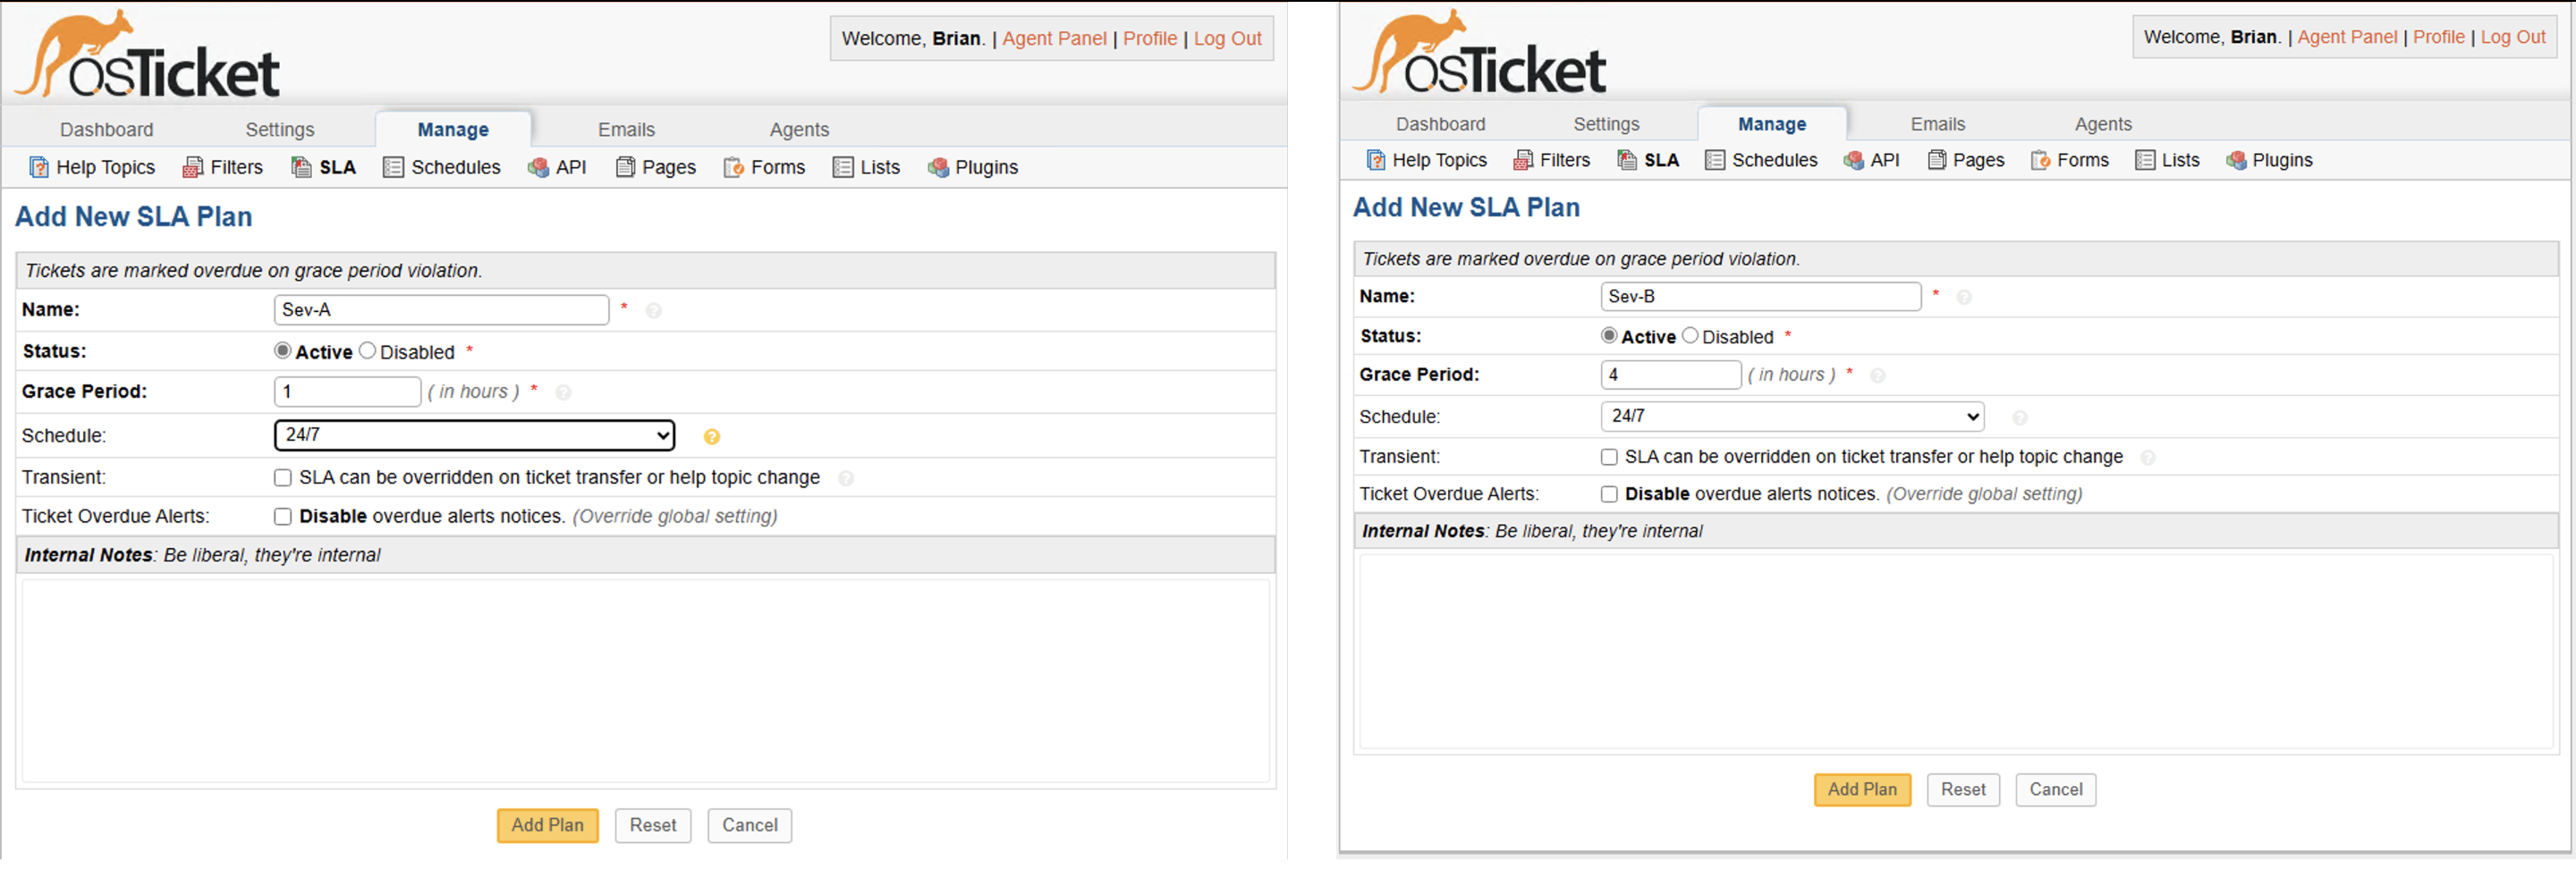 osTicket
Welcome, Brian. | Agent Panel | Profile | Log Out
Dashboard Settings Manage Emails Agents
Help Topics Filters SLA Schedules API Pages Forms Lists Plugins
Add New SLA Plan
Tickets are marked overdue on grace period violation.
Name: Sev-A * ?
Status: Active Disabled *
Grace Period: 1 ( in hours ) * ?
Schedule: 24/7 ?
Transient: SLA can be overridden on ticket transfer or help topic change ?
Ticket Overdue Alerts: Disable overdue alerts notices. (Override global setting)
Internal Notes: Be liberal, they're internal
Add Plan Reset Cancel
osTicket
Welcome, Brian. | Agent Panel | Profile | Log Out
Dashboard Settings Manage Emails Agents
Help Topics Filters SLA Schedules API Pages Forms Lists Plugins
Add New SLA Plan
Tickets are marked overdue on grace period violation.
Name: Sev-B * ?
Status: Active Disabled *
Grace Period: 4 ( in hours ) * ?
Schedule: 24/7 ?
Transient: SLA can be overridden on ticket transfer or help topic change ?
Ticket Overdue Alerts: Disable overdue alerts notices. (Override global setting)
Internal Notes: Be liberal, they're internal
Add Plan Reset Cancel